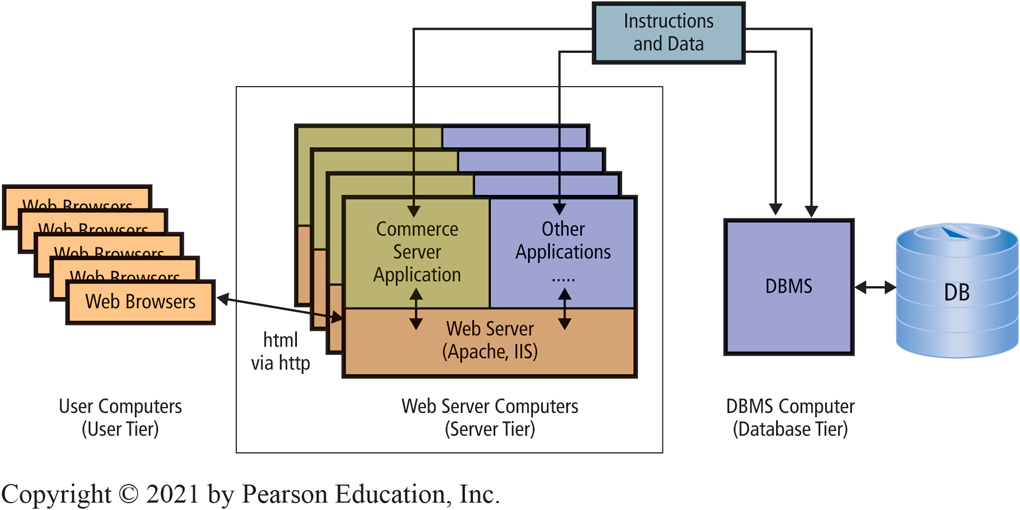 Instructions
and Data
Web Browsers
Web Browsers
Web Browsers
Web Browsers
Web Browsers
html
via http
Commerce
Server
Application
Other
Applications
.....
Web Server
(Apache, IIS)
DBMS
DB
User Computers
(User Tier)
Web Server Computers
(Server Tier)
DBMS Computer
(Database Tier)
Copyright © 2021 by Pearson Education, Inc.